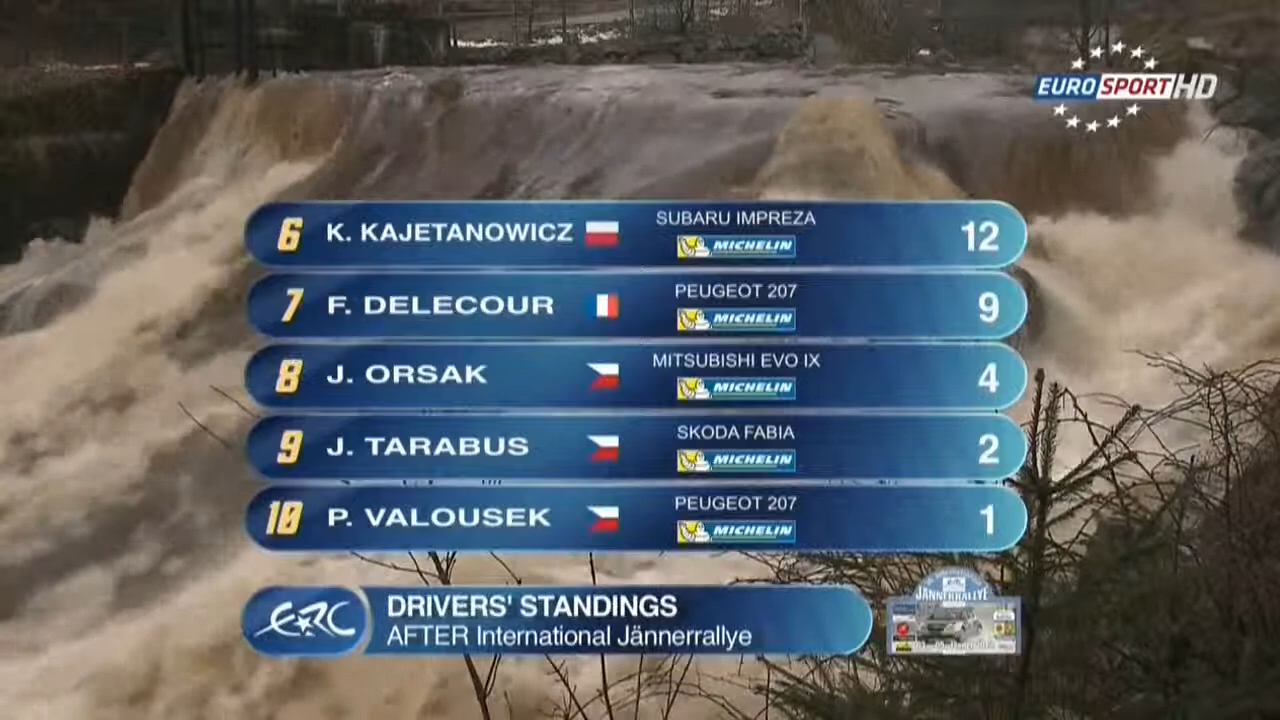 EUROSPORT HD
6 K. KAJETANOWICZ SUBARU IMPREZA 12
MICHELIN
7 F. DELECOUR PEUGEOT 207 9
MICHELIN
8 J. ORSAK MITSUBISHI EVO IX 4
MICHELIN
9 J. TARABUS SKODA FABIA 2
MICHELIN
10 P. VALOUSEK PEUGEOT 207 1
MICHELIN
ERC DRIVERS' STANDINGS
AFTER International Jännerrallye
JÄNNERRALLYE